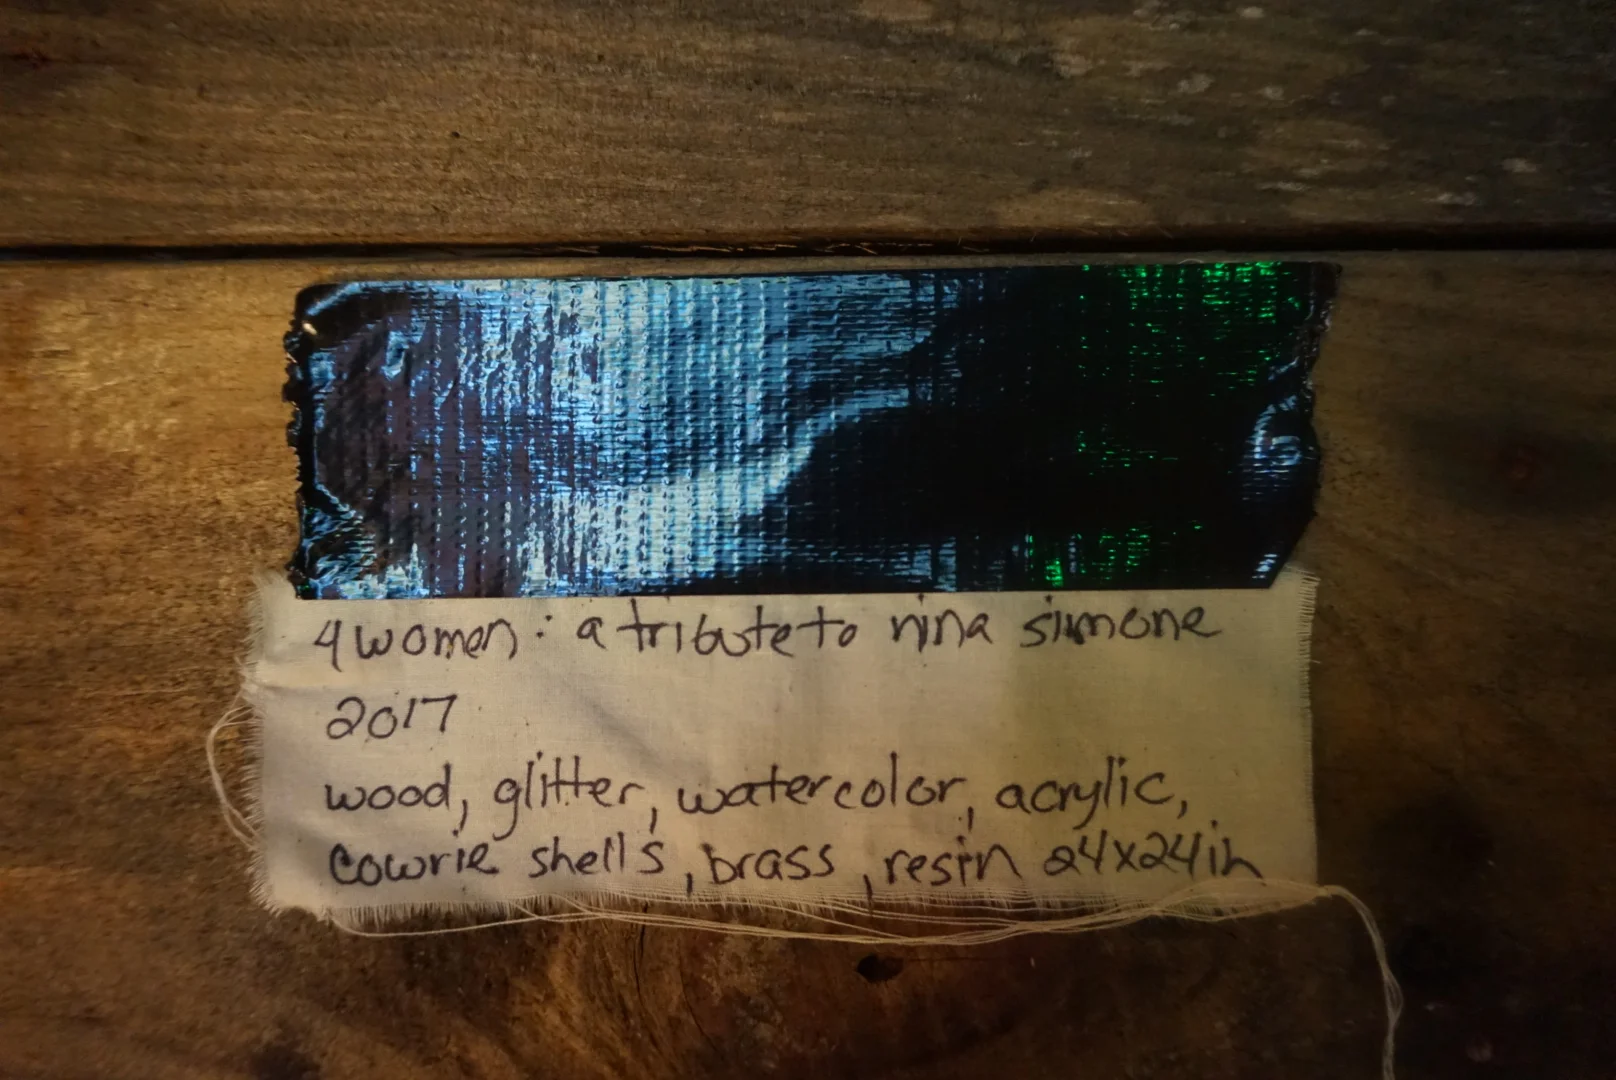 4 women: a tribute to nina simone
2017
wood, glitter, watercolor, acrylic,
cowrie shells, brass, resin 24x24in